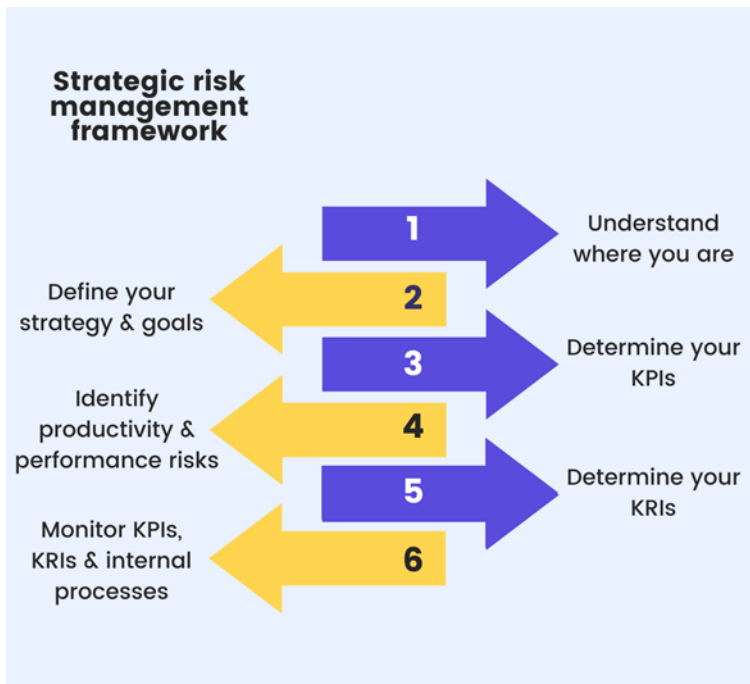 Strategic risk
management
framework
1
Understand
where you are
2
Define your
strategy & goals
3
Determine your
KPIs
4
Identify
productivity &
performance risks
5
Determine your
KRIs
6
Monitor KPIs,
KRIs & internal
processes